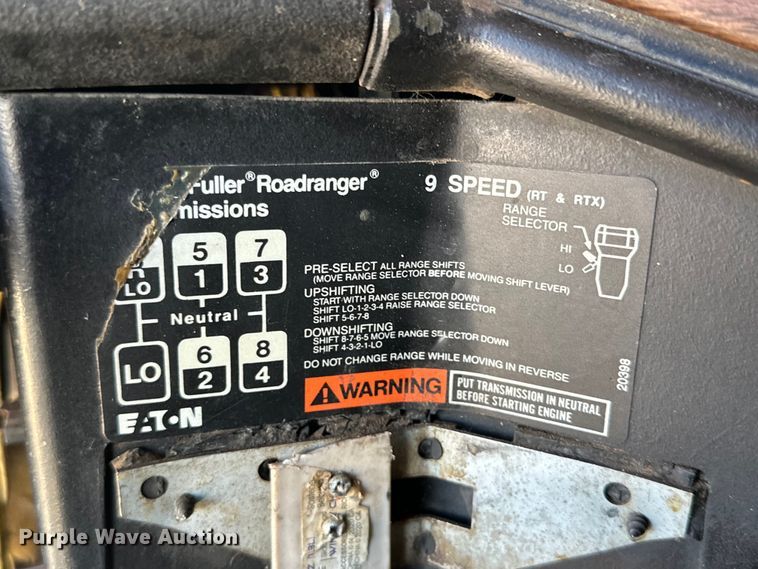 Fuller® Roadranger®
missions
9 SPEED (RT & RTX)
RANGE
SELECTOR
HI
LO
R
LO
5
1
7
3
Neutral
LO
6
2
8
4
PRE-SELECT ALL RANGE SHIFTS
(MOVE RANGE SELECTOR BEFORE MOVING SHIFT LEVER)
UPSHIFTING
START WITH RANGE SELECTOR DOWN
SHIFT LO-1-2-3-4 RAISE RANGE SELECTOR
SHIFT 5-6-7-8
DOWNSHIFTING
SHIFT 8-7-6-5 MOVE RANGE SELECTOR DOWN
SHIFT 4-3-2-1-LO
DO NOT CHANGE RANGE WHILE MOVING IN REVERSE
WARNING
PUT TRANSMISSION IN NEUTRAL
BEFORE STARTING ENGINE
20398
EATON
Purple Wave Auction